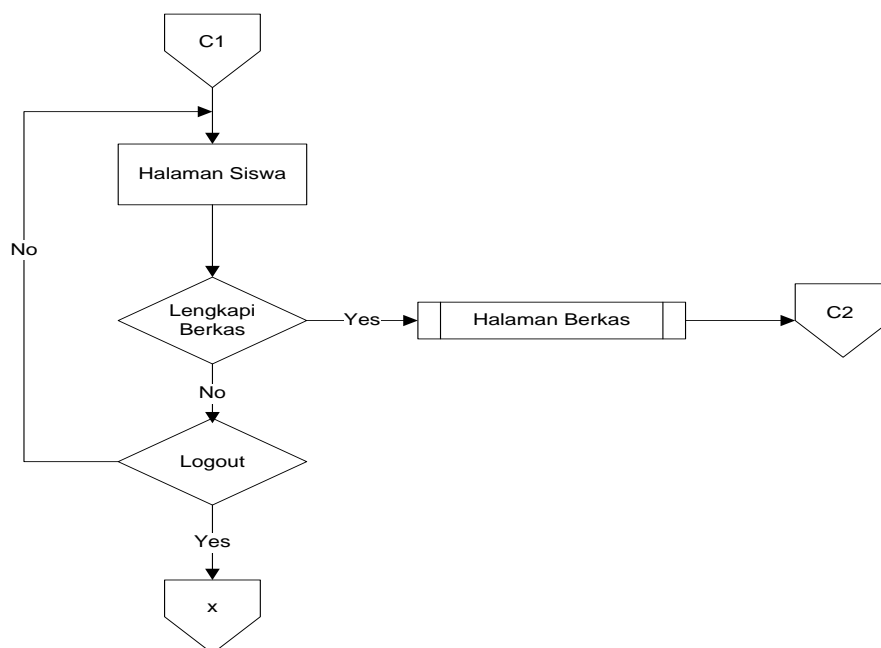 C1
Halaman Siswa
No
Lengkapi
Berkas
Yes
Halaman Berkas
C2
No
Logout
Yes
x